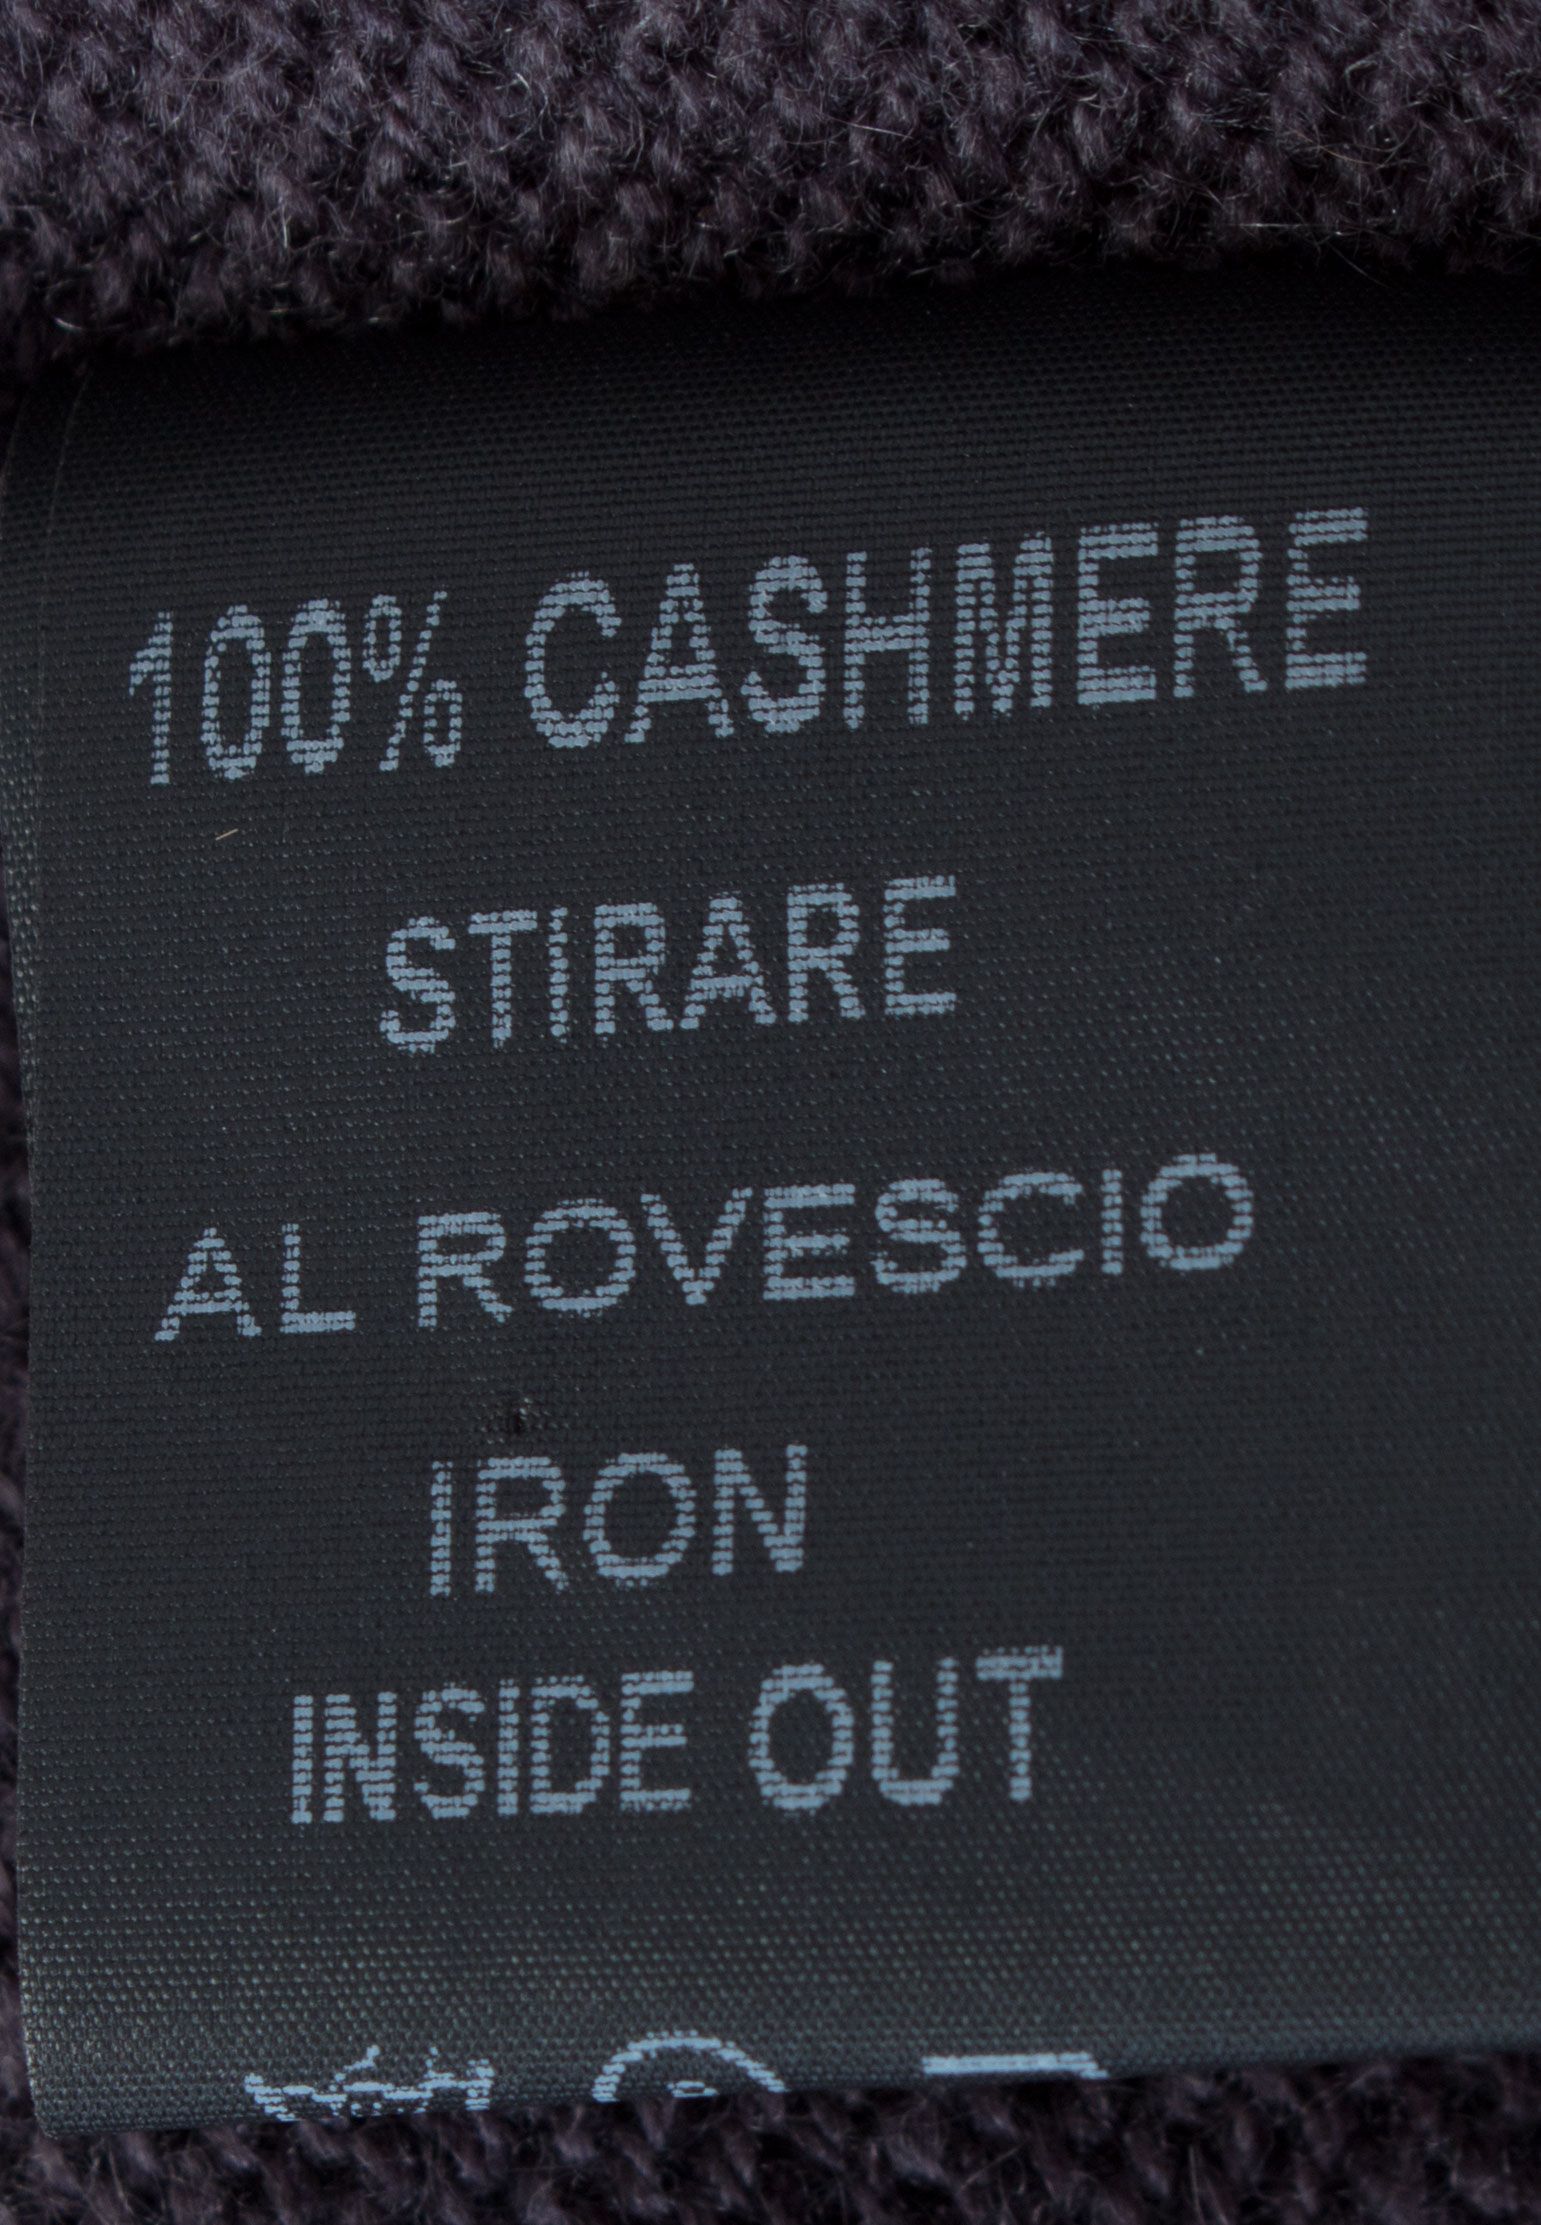 100% CASHMERE
STIRARE
AL ROVESCIO
IRON
INSIDE OUT